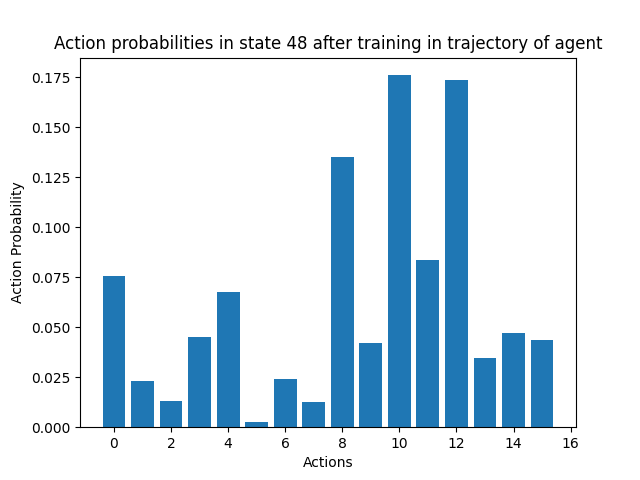 Action probabilities in state 48 after training in trajectory of agent
0.175
0.150
0.125
0.100
0.075
0.050
0.025
0.000
Action Probability
0 2 4 6 8 10 12 14 16
Actions